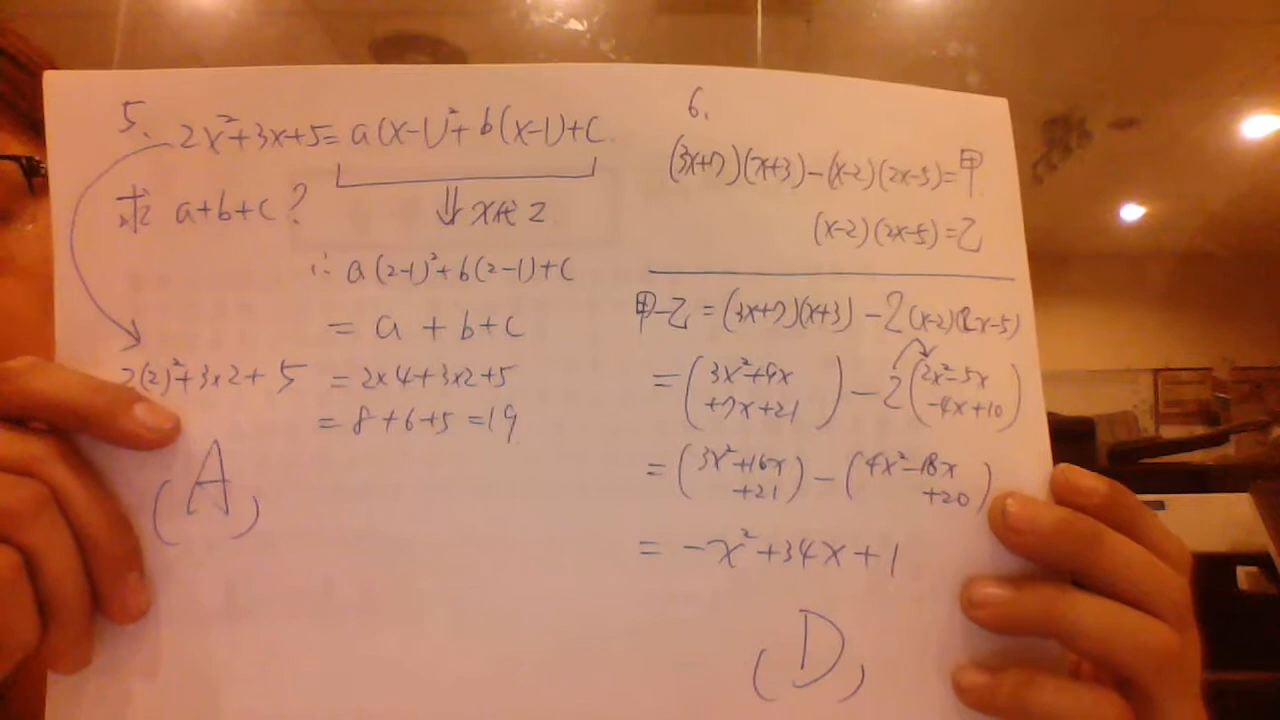 5. 2x²+3x+5=a(x-1)²+b(x-1)+c.
求 a+b+c?
⇓ x代2
∴ a(2-1)²+b(2-1)+c
= a+b+c
2(2)²+3×2+5 = 2×4+3×2+5
= 8+6+5=19
(A)
6.
(3x+7)(x+3)-(x-2)(2x-5)=甲
(x-2)(2x-5)=乙
甲-乙=(3x+7)(x+3)-2(x-2)(2x-5)
=(3x²+9x
+7x+21)-2(2x²-5x
-4x+10)
=(3x²+16x
+21)-(4x²-18x
+20)
=-x²+34x+1
(D)